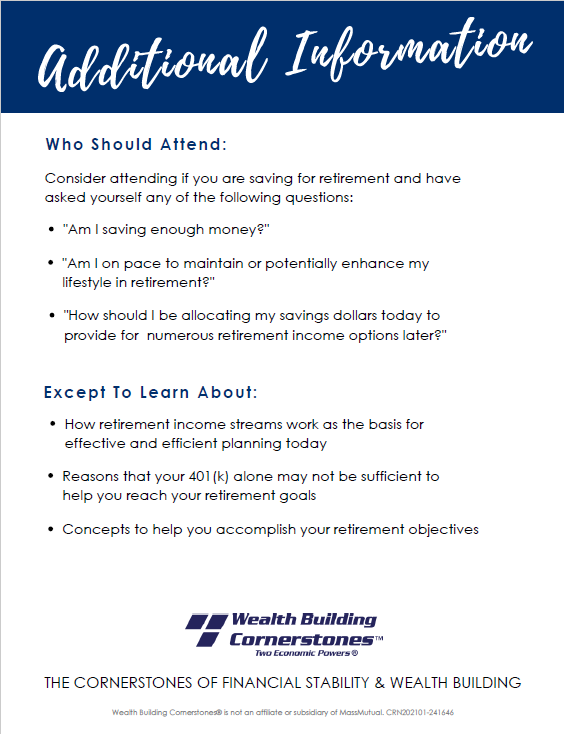 Additional Information
Who Should Attend:
Consider attending if you are saving for retirement and have
asked yourself any of the following questions:
• "Am I saving enough money?"
• "Am I on pace to maintain or potentially enhance my
lifestyle in retirement?"
• "How should I be allocating my savings dollars today to
provide for  numerous retirement income options later?"
Except To Learn About:
• How retirement income streams work as the basis for
effective and efficient planning today
• Reasons that your 401(k) alone may not be sufficient to
help you reach your retirement goals
• Concepts to help you accomplish your retirement objectives
Wealth Building
Cornerstones™
Two Economic Powers®
THE CORNERSTONES OF FINANCIAL STABILITY & WEALTH BUILDING
Wealth Building Cornerstones® is not an affiliate or subsidiary of MassMutual. CRN202101-241646